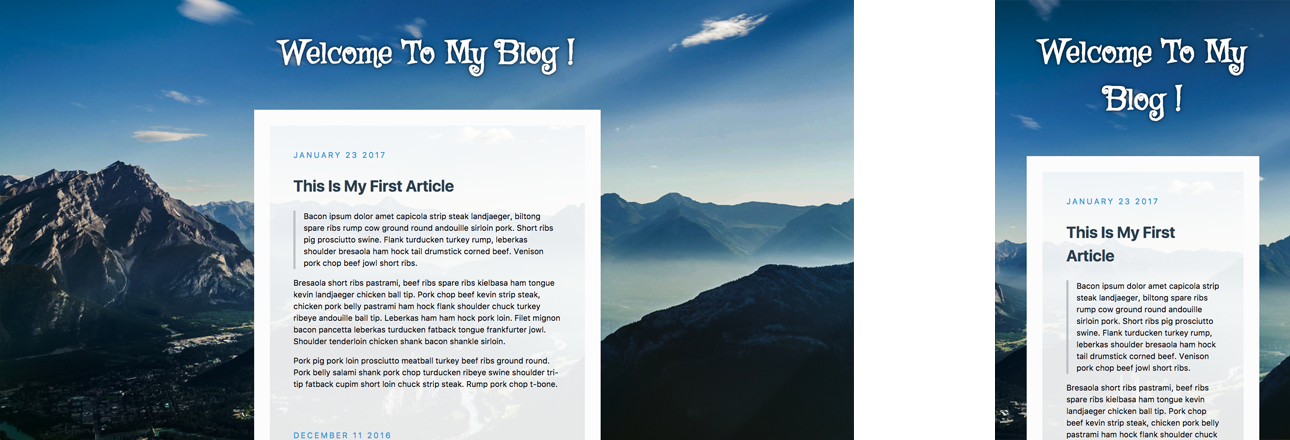 Welcome To My Blog !
JANUARY 23 2017
This Is My First Article
Bacon ipsum dolor amet capicola strip steak landjaeger, biltong
spare ribs rump cow ground round andouille sirloin pork. Short ribs
pig prosciutto swine. Flank turducken turkey rump, leberkas
shoulder bresaola ham hock tail drumstick corned beef. Venison
pork chop beef jowl short ribs.
Bresaola short ribs pastrami, beef ribs spare ribs kielbasa ham tongue
kevin landjaeger chicken ball tip. Pork chop beef kevin strip steak,
chicken pork belly pastrami ham hock flank shoulder chuck turkey
ribeye andouille ball tip. Leberkas ham ham hock pork loin. Filet mignon
bacon pancetta leberkas turducken fatback tongue frankfurter jowl.
Shoulder tenderloin chicken shank bacon shankle sirloin.
Pork pig pork loin prosciutto meatball turkey beef ribs ground round.
Pork belly salami shank pork chop turducken ribeye swine shoulder tri-
tip fatback cupim short loin chuck strip steak. Rump pork chop t-bone.
DECEMBER 11 2016
Welcome To My
Blog !
JANUARY 23 2017
This Is My First
Article
Bacon ipsum dolor amet capicola strip
steak landjaeger, biltong spare ribs
rump cow ground round andouille
sirloin pork. Short ribs pig prosciutto
swine. Flank turducken turkey rump,
leberkas shoulder bresaola ham hock
tail drumstick corned beef. Venison
pork chop beef jowl short ribs.
Bresaola short ribs pastrami, beef ribs
spare ribs kielbasa ham tongue kevin
landjaeger chicken ball tip. Pork chop
beef kevin strip steak, chicken pork
belly pastrami ham hock flank
shoulder chuck